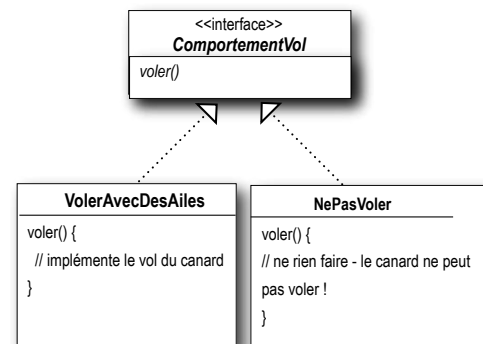 <<interface>>
ComportementVol
voler()
VolerAvecDesAiles
voler() {
// implémente le vol du canard
}
NePasVoler
voler() {
// ne rien faire - le canard ne peut
pas voler !
}